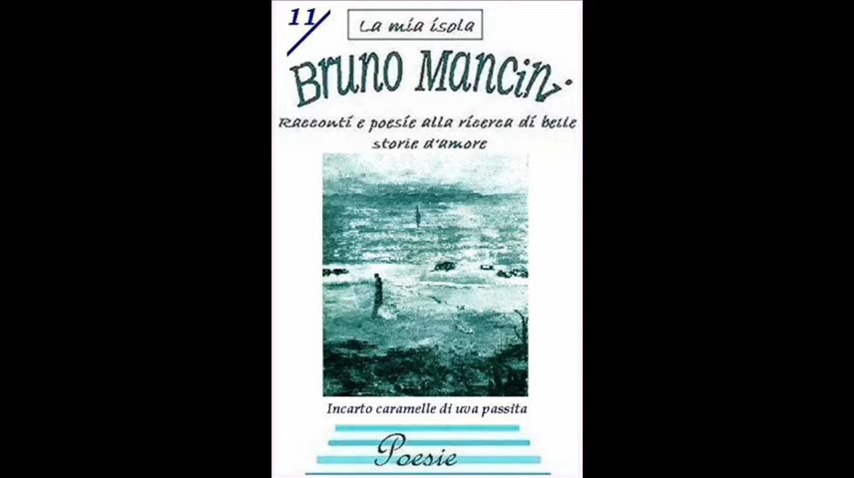 11/
La mia isola
Bruno Mancini
Racconti e poesie alla ricerca di belle
storie d'amore
Incarto caramelle di uva passita
Poesie